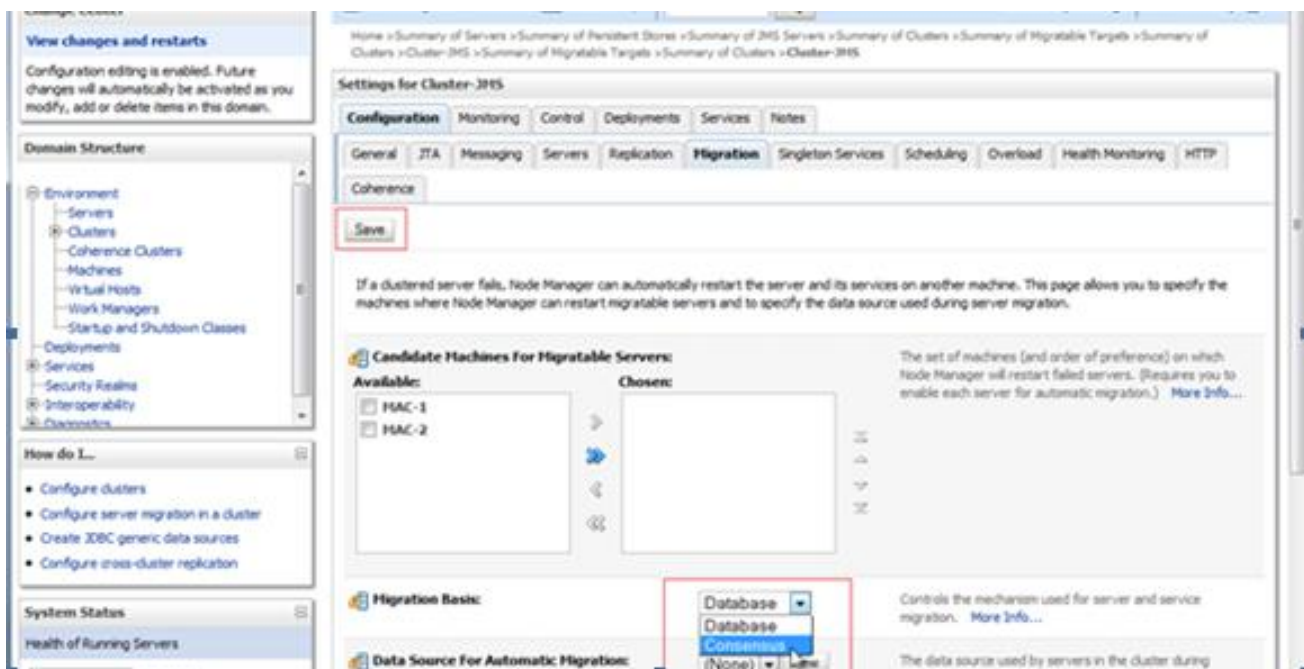 Change Center
View changes and restarts
Configuration editing is enabled. Future
changes will automatically be activated as you
modify, add or delete items in this domain.
Domain Structure
Environment
Servers
Clusters
Coherence Clusters
Machines
Virtual Hosts
Work Managers
Startup and Shutdown Classes
Deployments
Services
Security Realms
Interoperability
Diagnostics
How do I...
Configure clusters
Configure server migration in a cluster
Create JDBC generic data sources
Configure cross-cluster replication
System Status
Health of Running Servers
Home >Summary of Servers >Summary of Persistent Stores >Summary of JMS Servers >Summary of Clusters >Summary of Migratable Targets >Summary of
Clusters >Cluster-JMS >Summary of Migratable Targets >Summary of Clusters >Cluster-JMS
Settings for Cluster-JMS
Configuration Monitoring Control Deployments Services Notes
General JTA Messaging Servers Replication Migration Singleton Services Scheduling Overload Health Monitoring HTTP
Coherence
Save
If a clustered server fails, Node Manager can automatically restart the server and its services on another machine. This page allows you to specify the
machines where Node Manager can restart migratable servers and to specify the data source used during server migration.
Candidate Machines For Migratable Servers:
Available:
MAC-1
MAC-2
Chosen:
The set of machines (and order of preference) on which
Node Manager will restart failed servers. (Requires you to
enable each server for automatic migration.) More Info...
Migration Basis:
Database
Database
Consensus
Controls the mechanism used for server and service
migration. More Info...
Data Source For Automatic Migration:
(None)
The data source used by servers in the cluster during